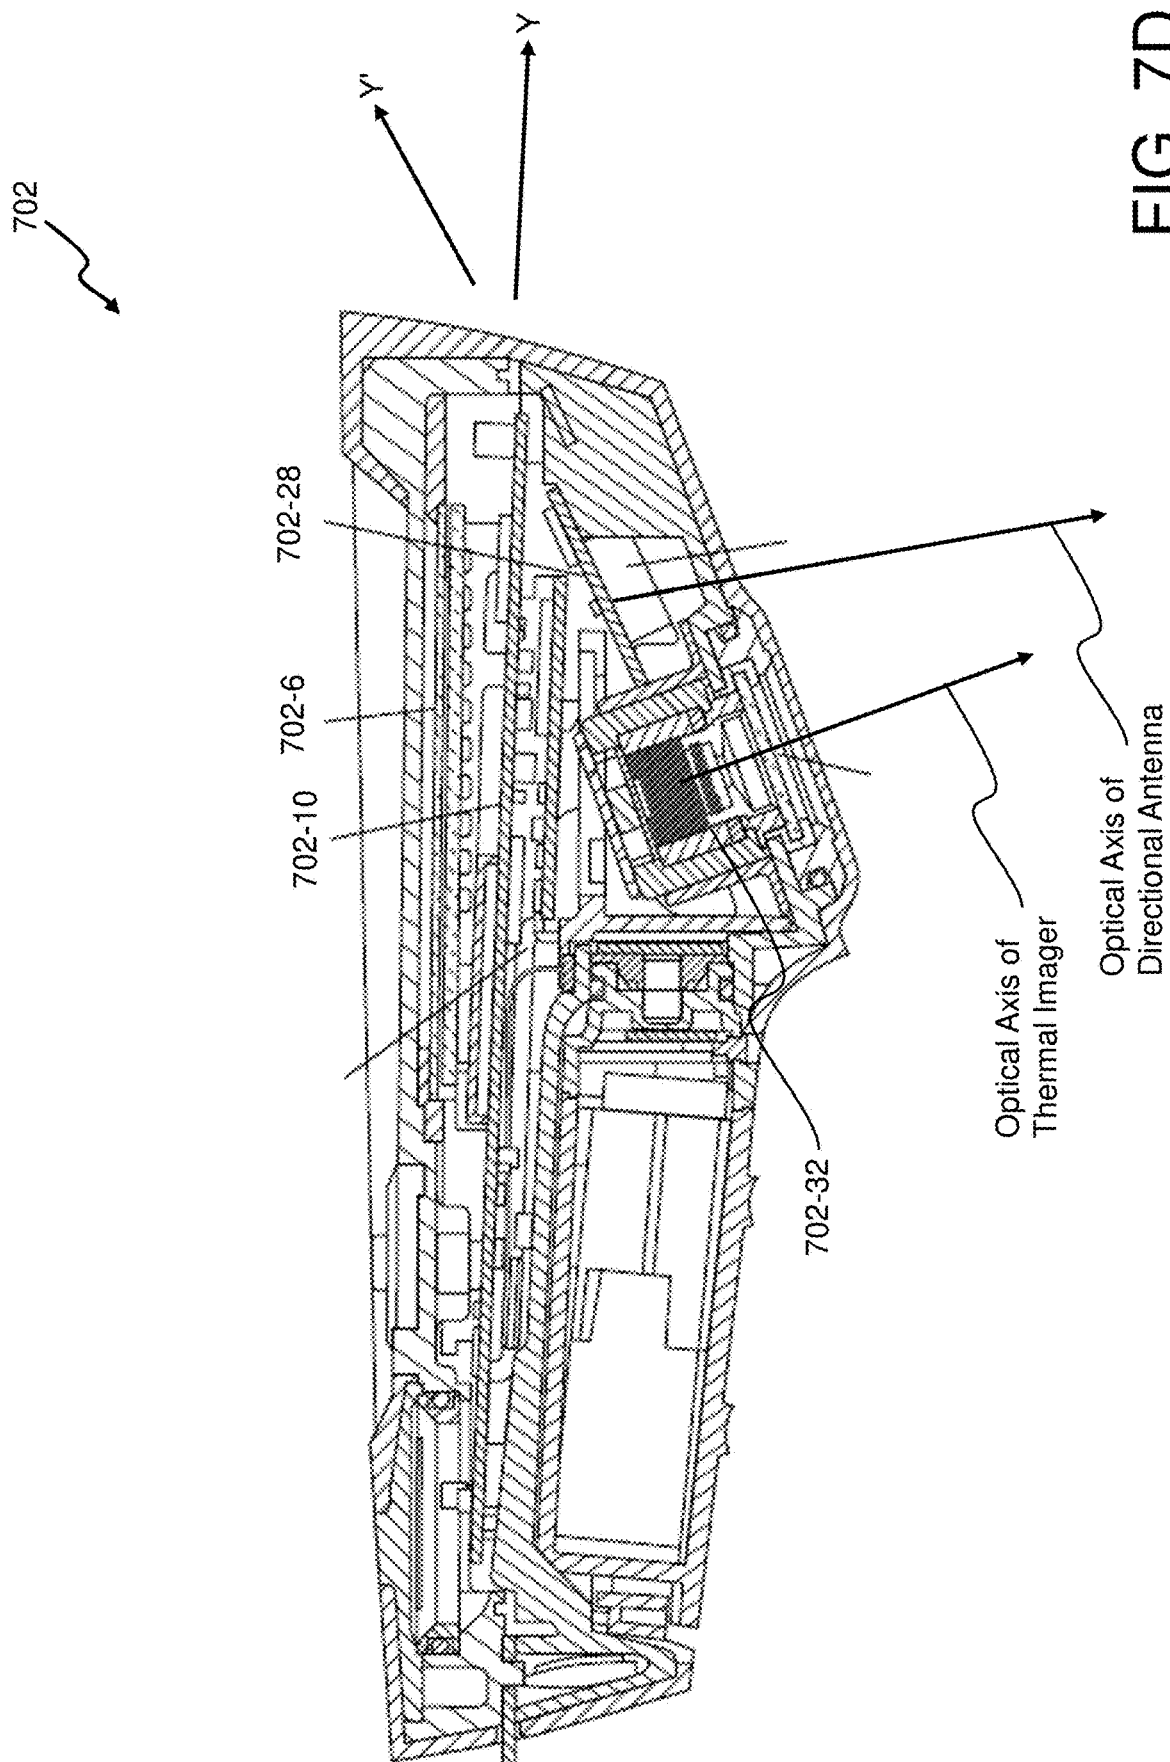 702
Y'
Y
702-28
702-6
702-10
702-32
Optical Axis of
Thermal Imager
Optical Axis of
Directional Antenna
FIG. 7D